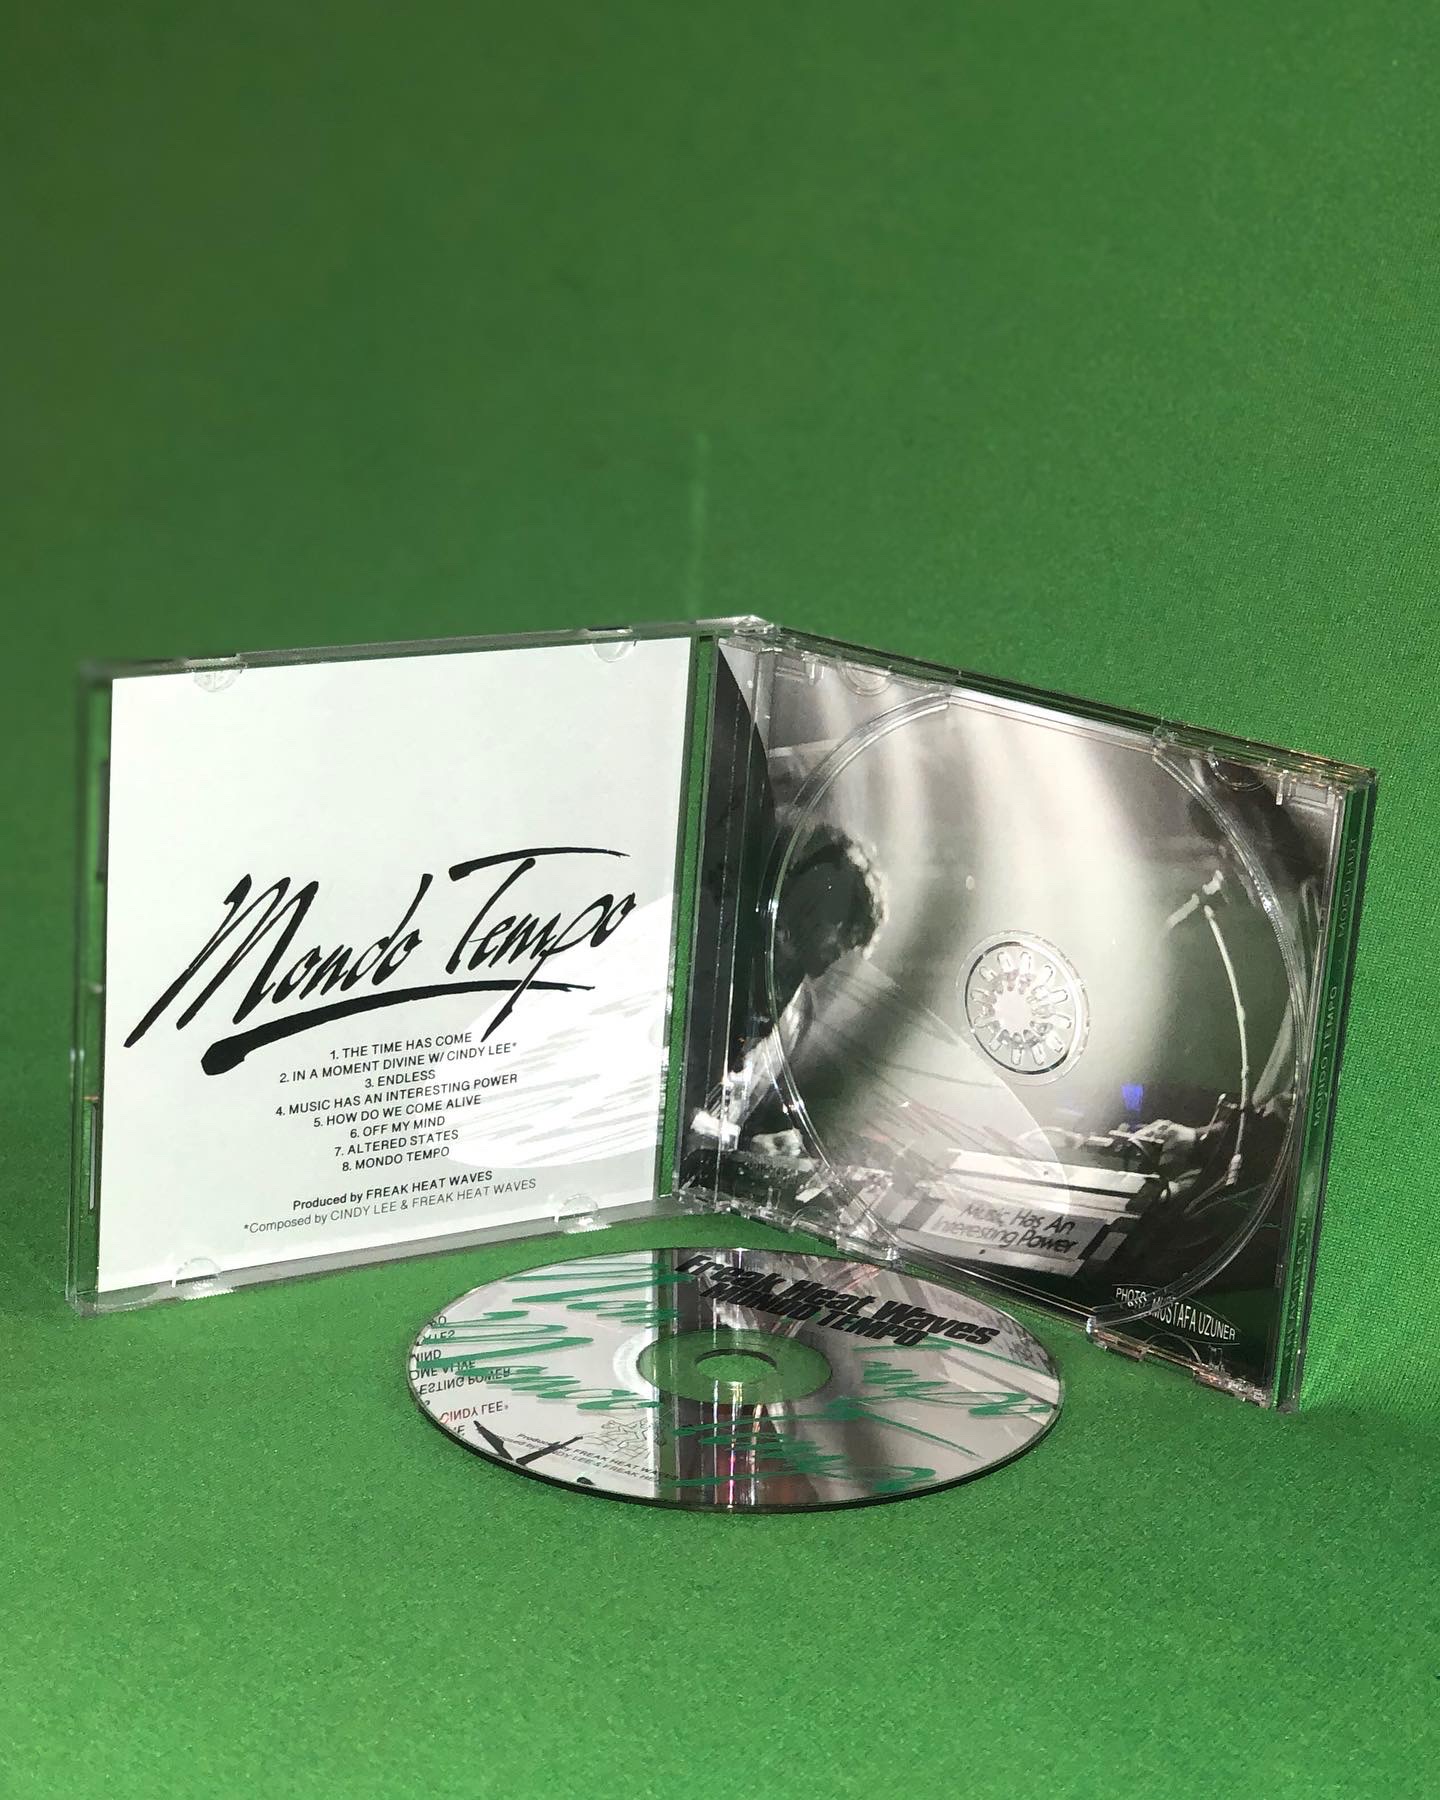 Mondo Tempo
1. THE TIME HAS COME
2. IN A MOMENT DIVINE W/ CINDY LEE*
3. ENDLESS
4. MUSIC HAS AN INTERESTING POWER
5. HOW DO WE COME ALIVE
6. OFF MY MIND
7. ALTERED STATES
8. MONDO TEMPO
Produced by FREAK HEAT WAVES
*Composed by CINDY LEE & FREAK HEAT WAVES
Music Has An
Interesting Power
PHOTO
MUSTAFA UZUNER
MONDO TEMPO
Freak Heat Waves
MONDO TEMPO